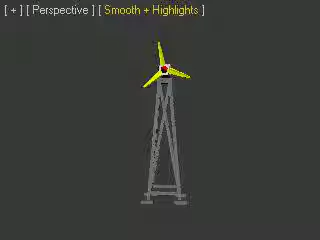 [ + ] [ Perspective ] [ Smooth + Highlights ]